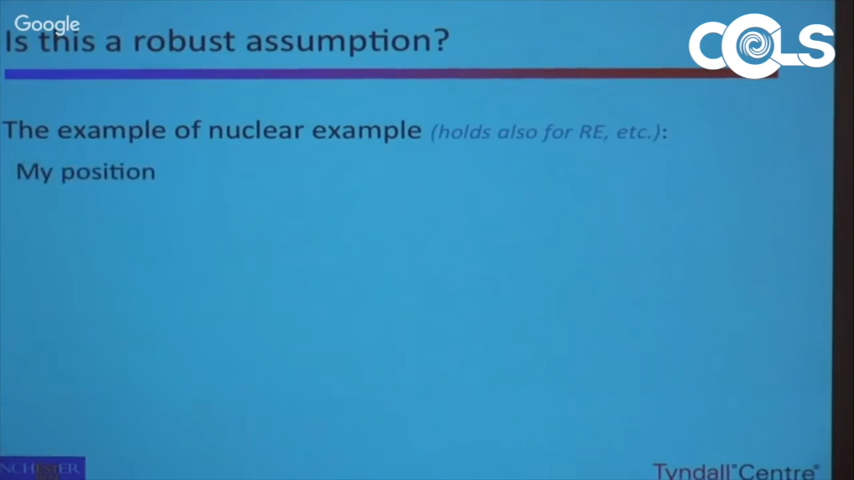 Google
Is this a robust assumption?
CCLS
The example of nuclear example (holds also for RE, etc.):
My position
NCHESTER
Tyndall°Centre°